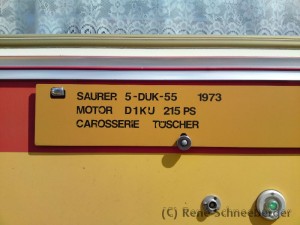 SAURER 5-DUK-55 1973
MOTOR D1KU 215 PS
CAROSSERIE TÜSCHER
(C) René Schneeberger